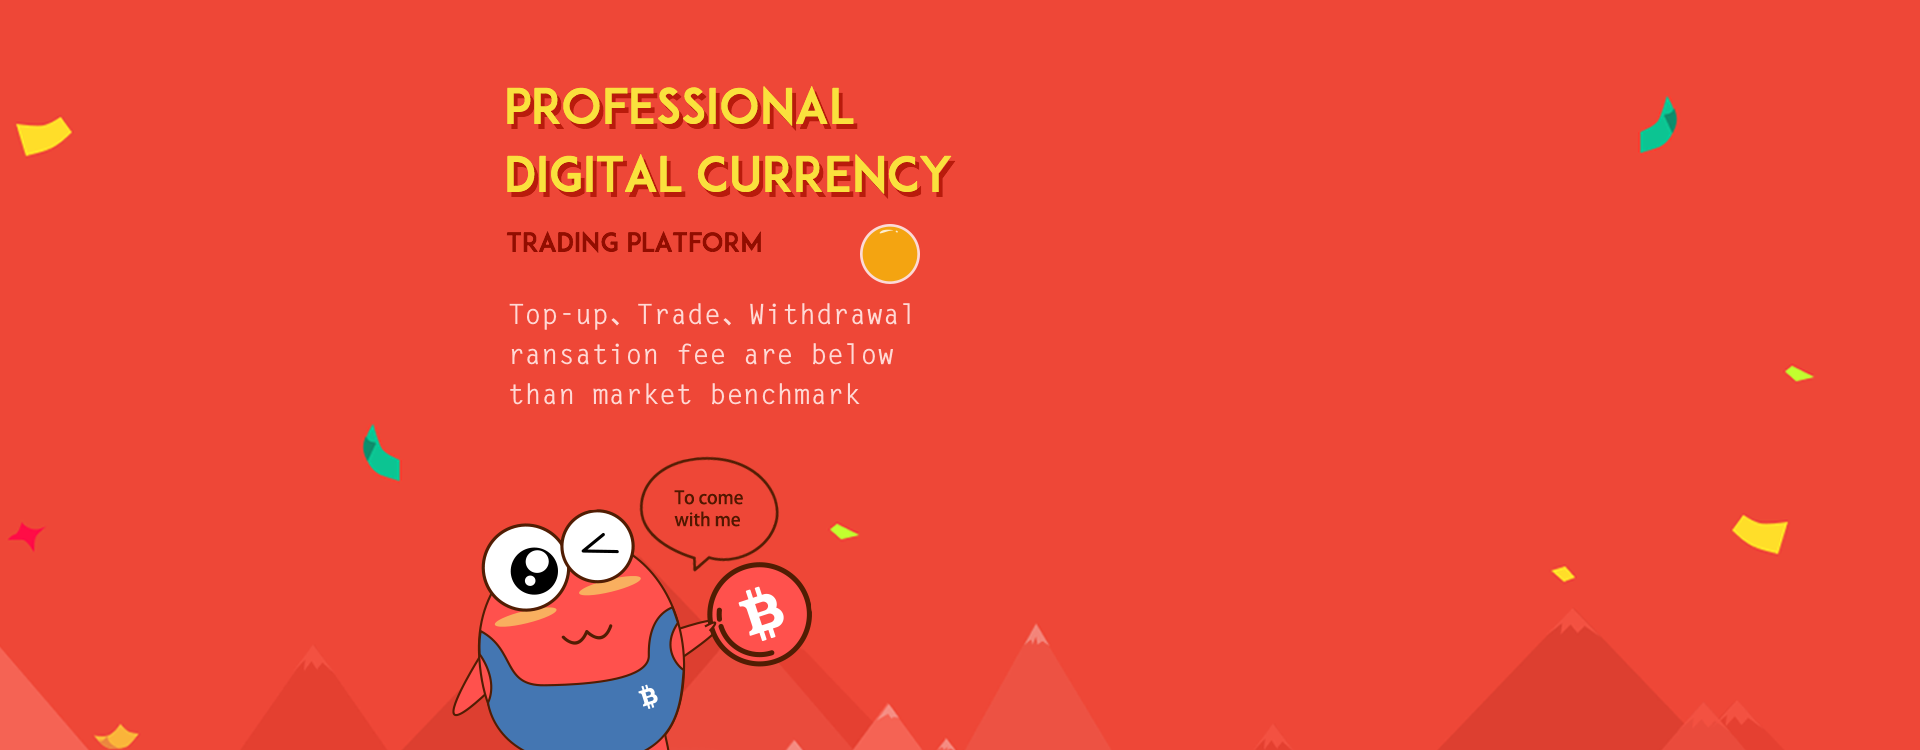 PROFESSIONAL
DIGITAL CURRENCY
TRADING PLATFORM
Top-up、Trade、Withdrawal
ransation fee are below
than market benchmark
To come
with me